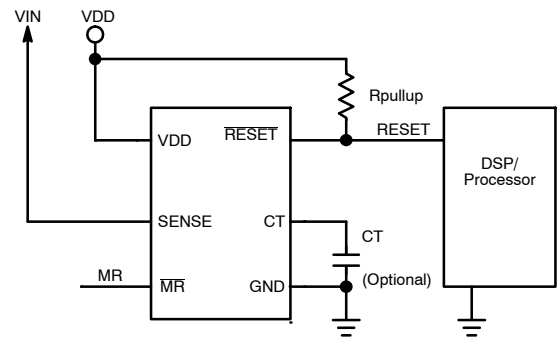 VIN
VDD
Rpullup
VDD
RESET
RESET
DSP/
Processor
SENSE
CT
CT
MR
MR
GND
(Optional)